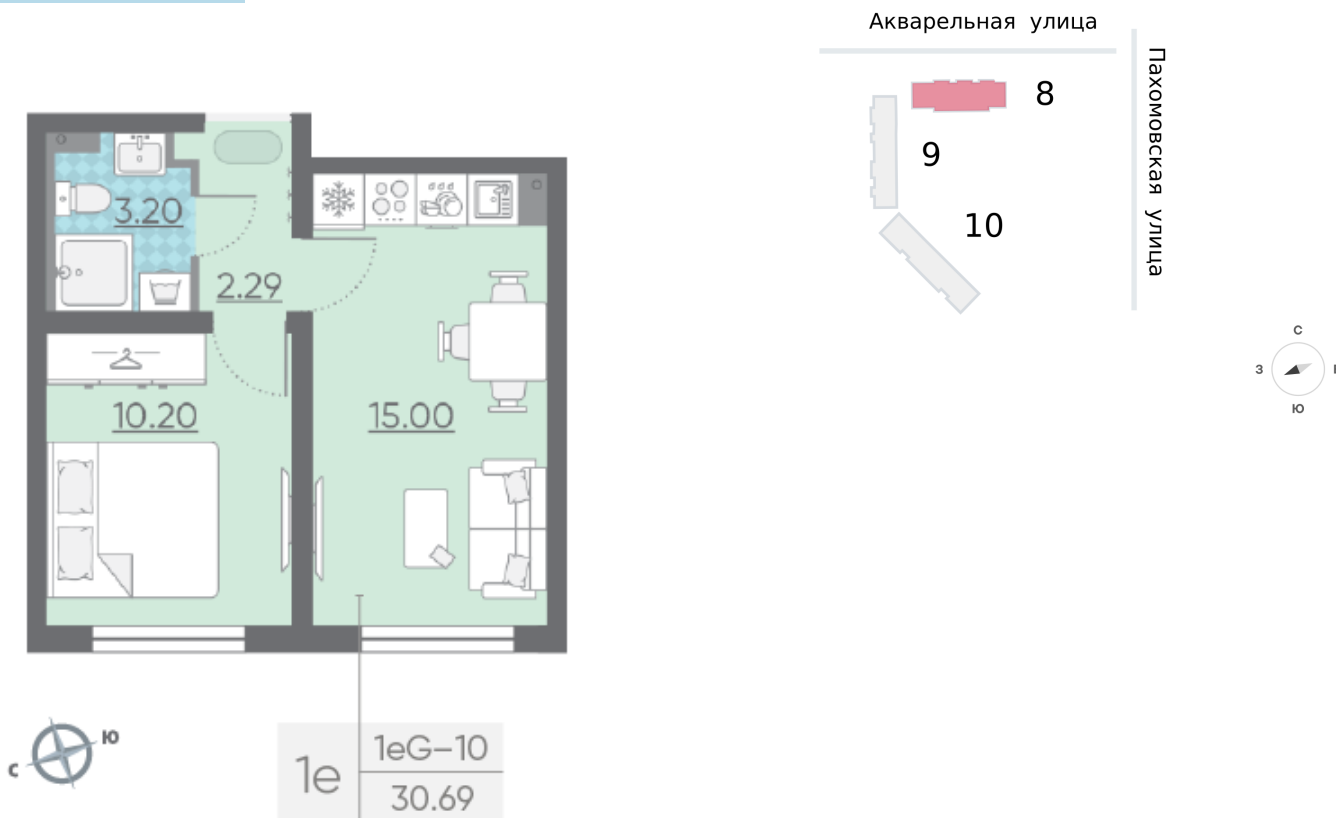 Акварельная улица
Пахомовская улица
8
9
10
3.20
2.29
10.20
15.00
С
З
Ю
Ю
С
1е
1eG–10
30.69